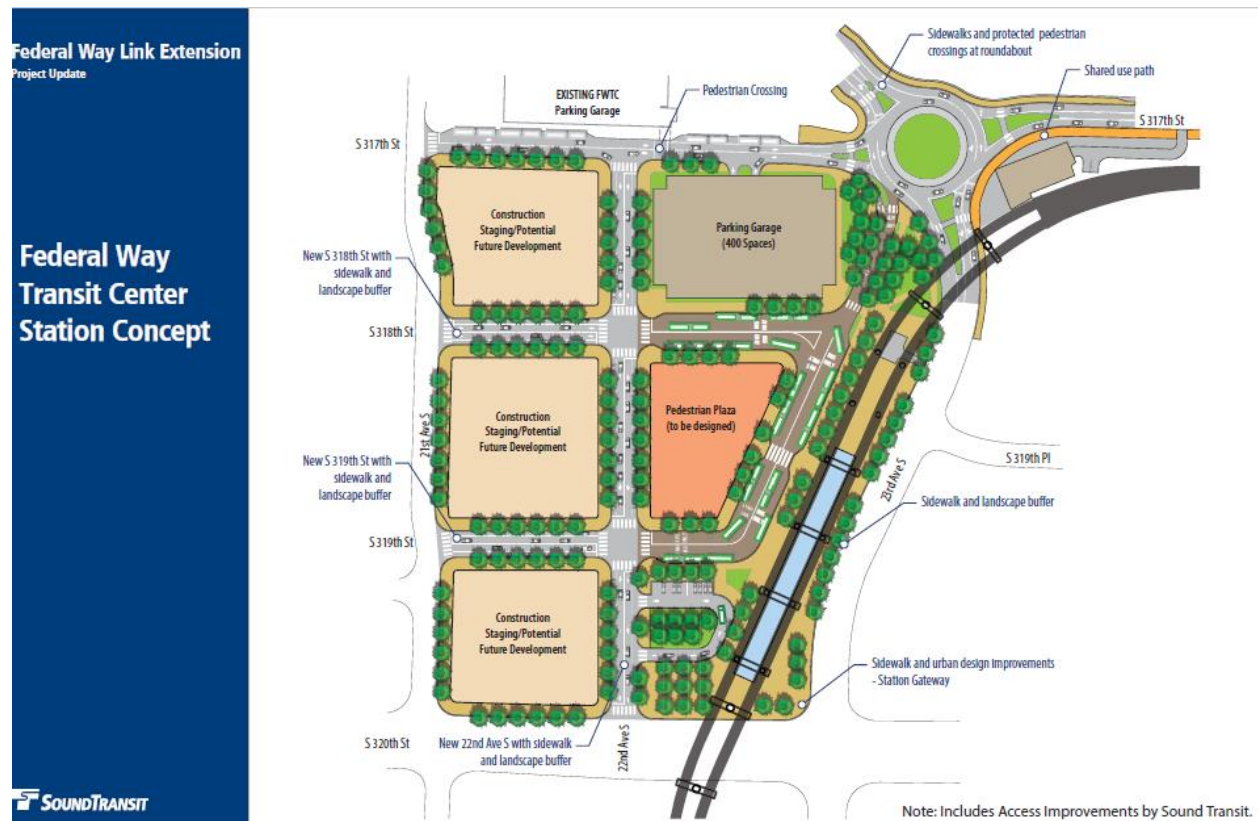 Federal Way Link Extension
Project Update
Federal Way
Transit Center
Station Concept
SOUNDTRANSIT
EXISTING FWTC
Parking Garage
Pedestrian Crossing
Sidewalks and protected pedestrian
crossings at roundabout
Shared use path
S 317th St
S 317th St
Construction
Staging/Potential
Future Development
Parking Garage
(400 Spaces)
New S 318th St with
sidewalk and
landscape buffer
S 318th St
Construction
Staging/Potential
Future Development
Pedestrian Plaza
(to be designed)
21st Ave S
New S 319th St with
sidewalk and
landscape buffer
S 319th Pl
23rd Ave S
Sidewalk and landscape buffer
S 319th St
Construction
Staging/Potential
Future Development
Sidewalk and urban design improvements
- Station Gateway
S 320th St
New 22nd Ave S with sidewalk
and landscape buffer
22nd Ave S
Note: Includes Access Improvements by Sound Transit.